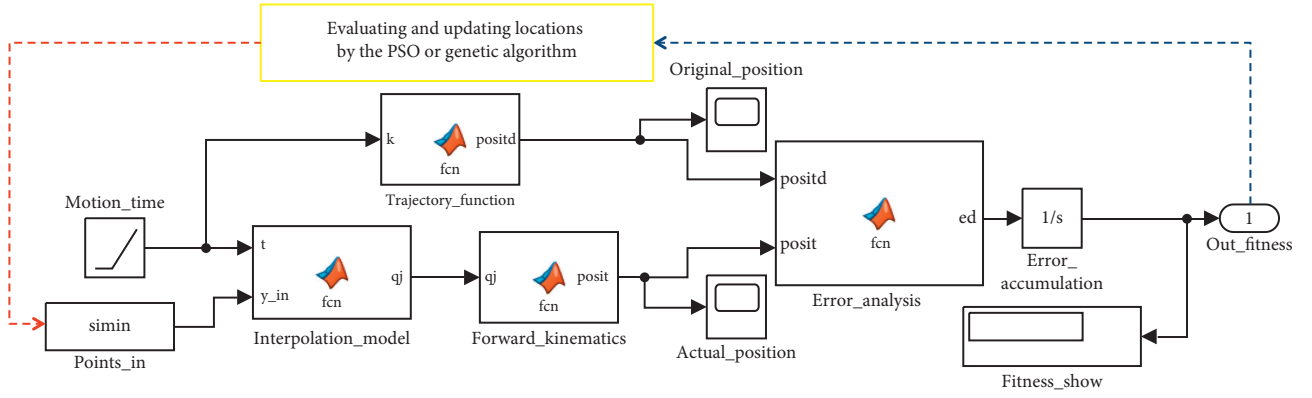 Evaluating and updating locations
by the PSO or genetic algorithm
Original_position
k
positd
fcn
Trajectory_function
Motion_time
t
y_in
qj
fcn
Interpolation_model
simin
Points_in
qj
posit
fcn
Forward_kinematics
Actual_position
positd
posit
ed
fcn
Error_analysis
1/s
Error_
accumulation
1
Out_fitness
Fitness_show